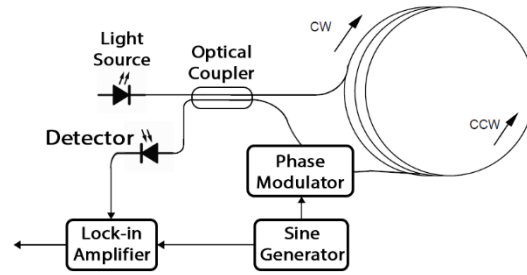 CW
Light
Source
Optical
Coupler
CCW
Detector
Phase
Modulator
Lock-in
Amplifier
Sine
Generator